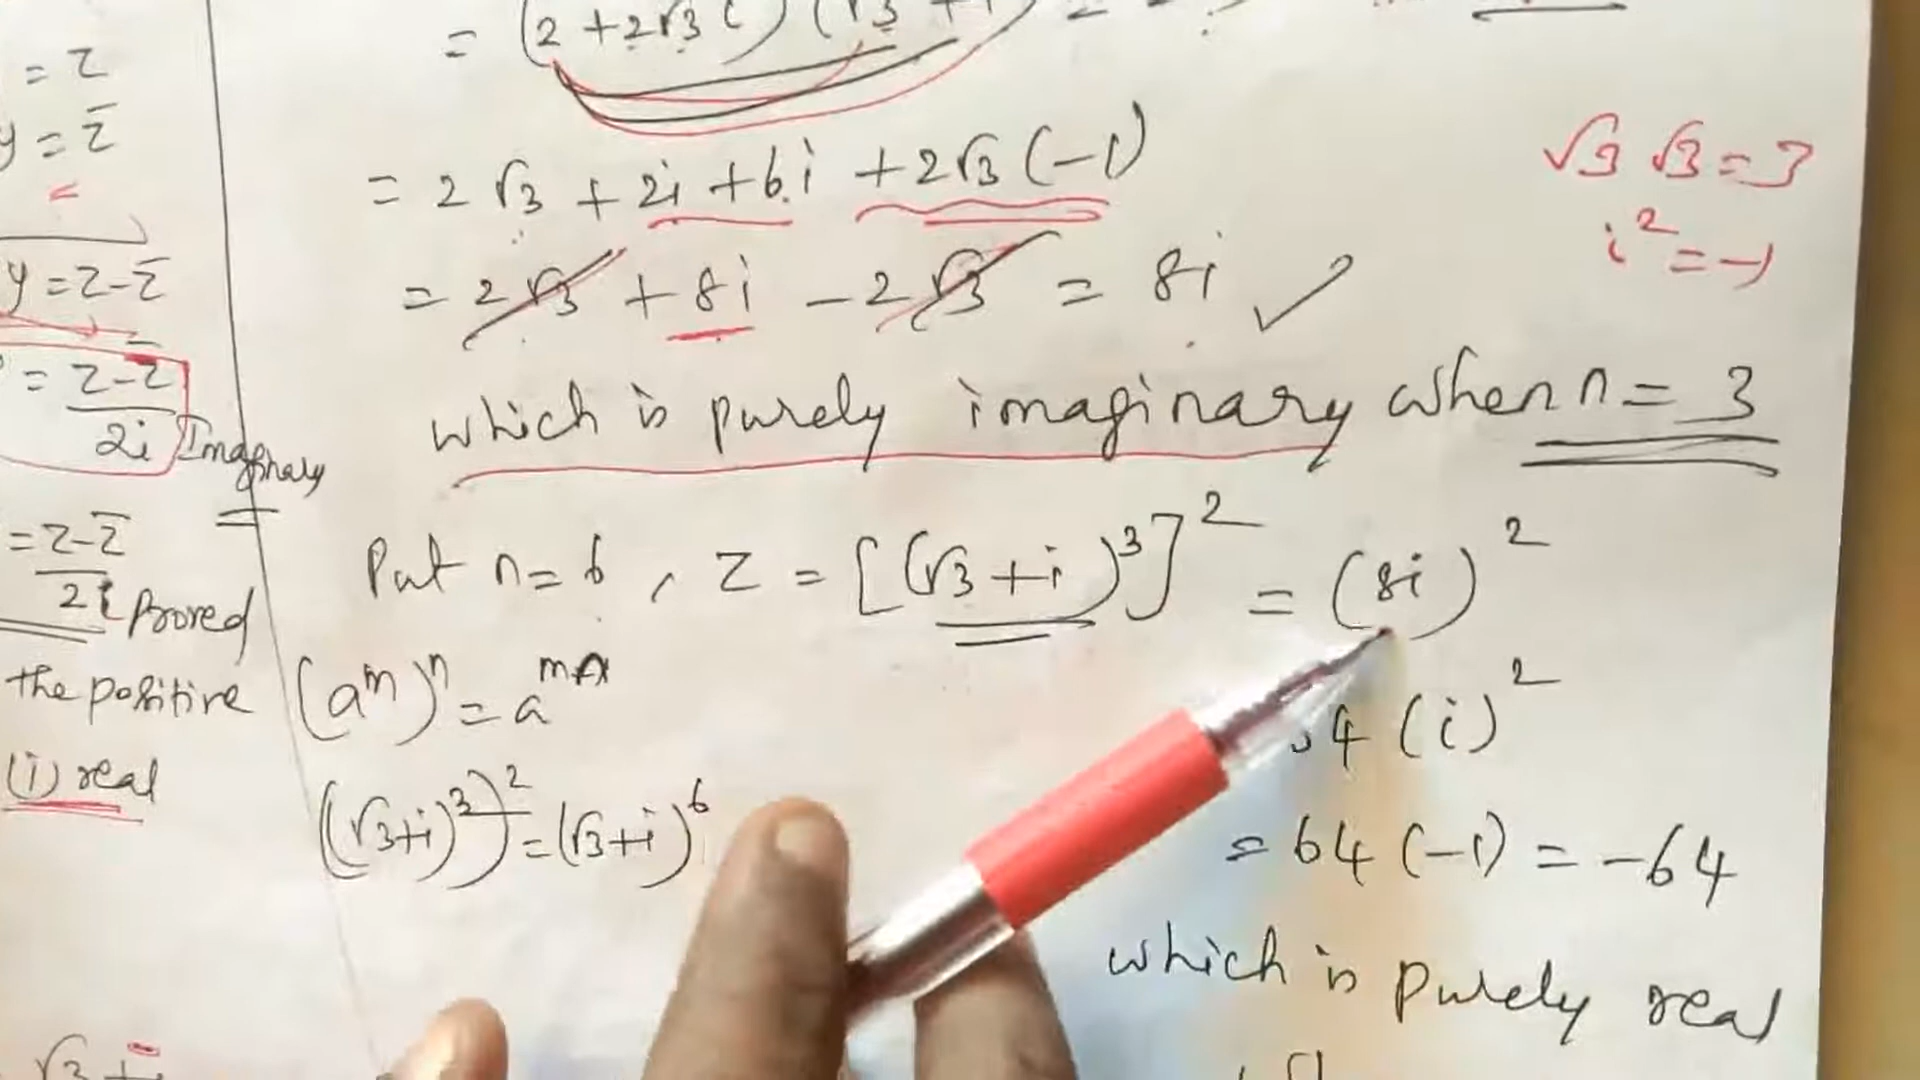 = z
y = z̄
y = z - z̄
= z - z̄ / 2i Imaginary
= z - z̄ / 2i Proved
the positive
(i) real
√3 + i
= (2 + 2√3 i) (√3 + i
= 2√3 + 2i + 6i + 2√3 (-1)
= 2√3 + 8i - 2√3 = 8i ✓
which is purely imaginary when n = 3
Put n = 6, z = [(√3 + i)³]² = (8i)²
4 (i)²
= 64 (-1) = -64
which is purely real
(aᵐ)ⁿ = a
((√3+i)³)² = (√3+i)⁶
√3 √3 = 3
i² = -1